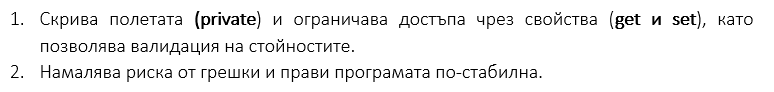 1. Скрива полетата (private) и ограничава достъпа чрез свойства (get и set), като
позволява валидация на стойностите.
2. Намалява риска от грешки и прави програмата по-стабилна.